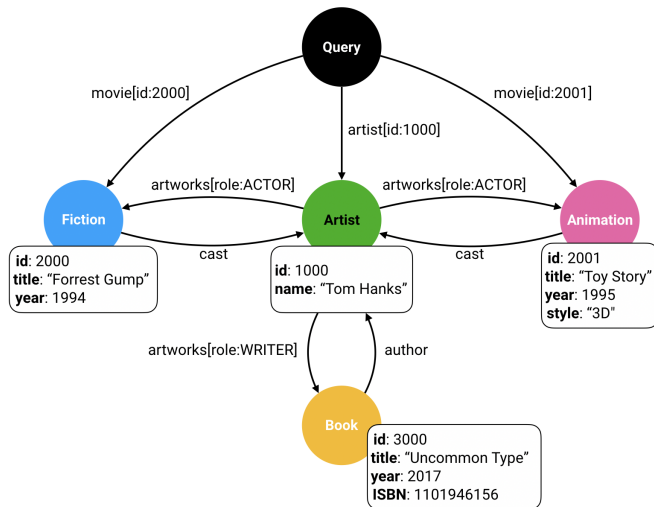 Query
movie[id:2000]
movie[id:2001]
artist[id:1000]
artworks[role:ACTOR]
artworks[role:ACTOR]
Fiction
Artist
Animation
cast
cast
id: 2000
title: “Forrest Gump”
year: 1994
id: 1000
name: “Tom Hanks”
id: 2001
title: “Toy Story”
year: 1995
style: “3D"
artworks[role:WRITER]
author
Book
id: 3000
title: “Uncommon Type”
year: 2017
ISBN: 1101946156